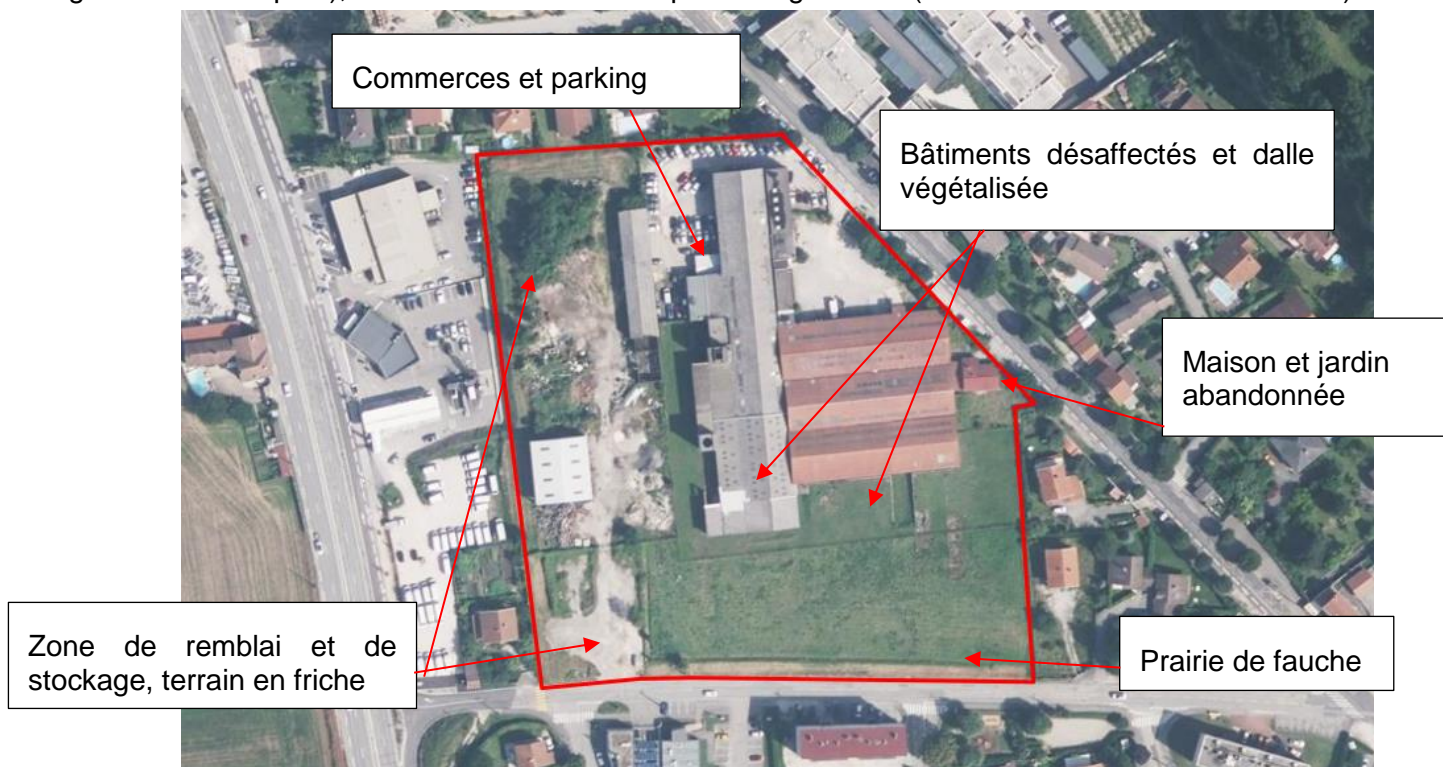 Commerces et parking
Bâtiments désaffectés et dalle
végétalisée
Maison et jardin
abandonnée
Zone de remblai et de
stockage, terrain en friche
Prairie de fauche